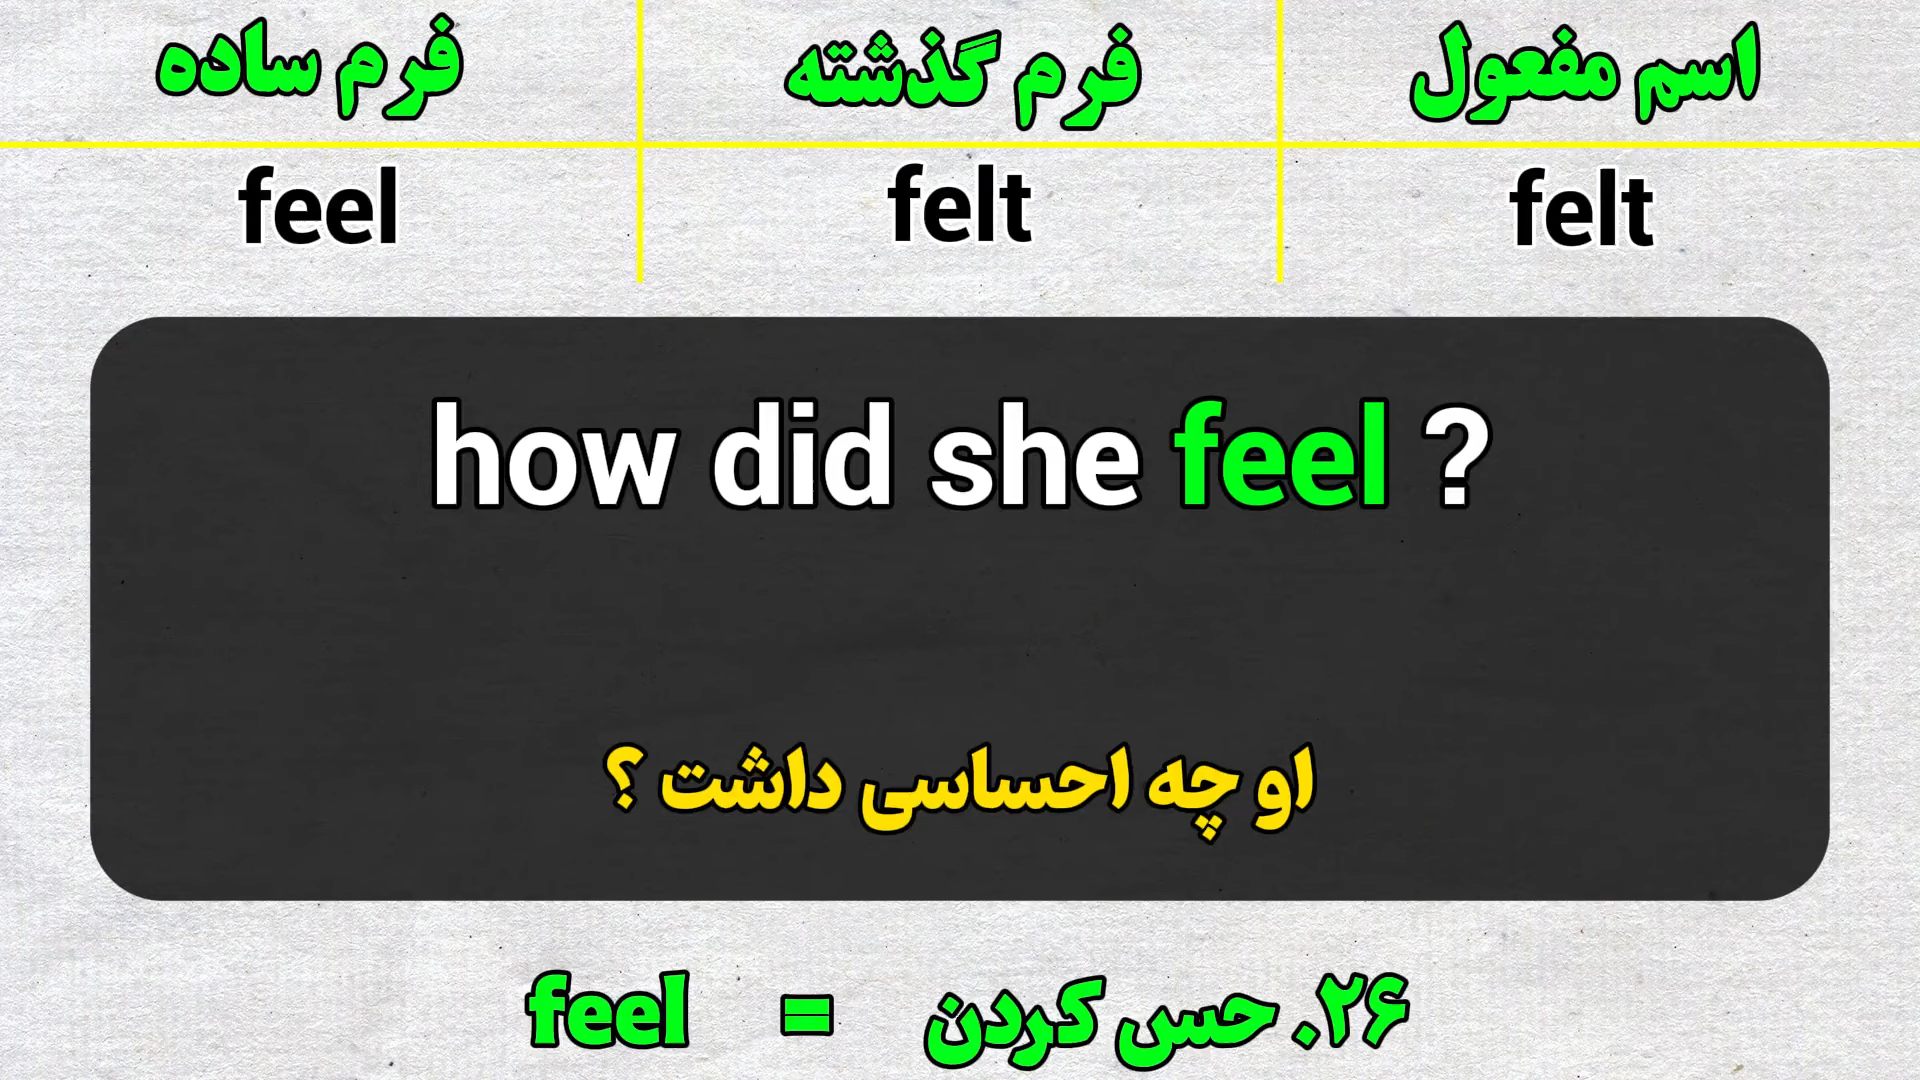 فرم ساده فرم گذشته اسم مفعول
feel felt felt
how did she feel ?
او چه احساسی داشت ؟
feel = ۲۶. حس کردن